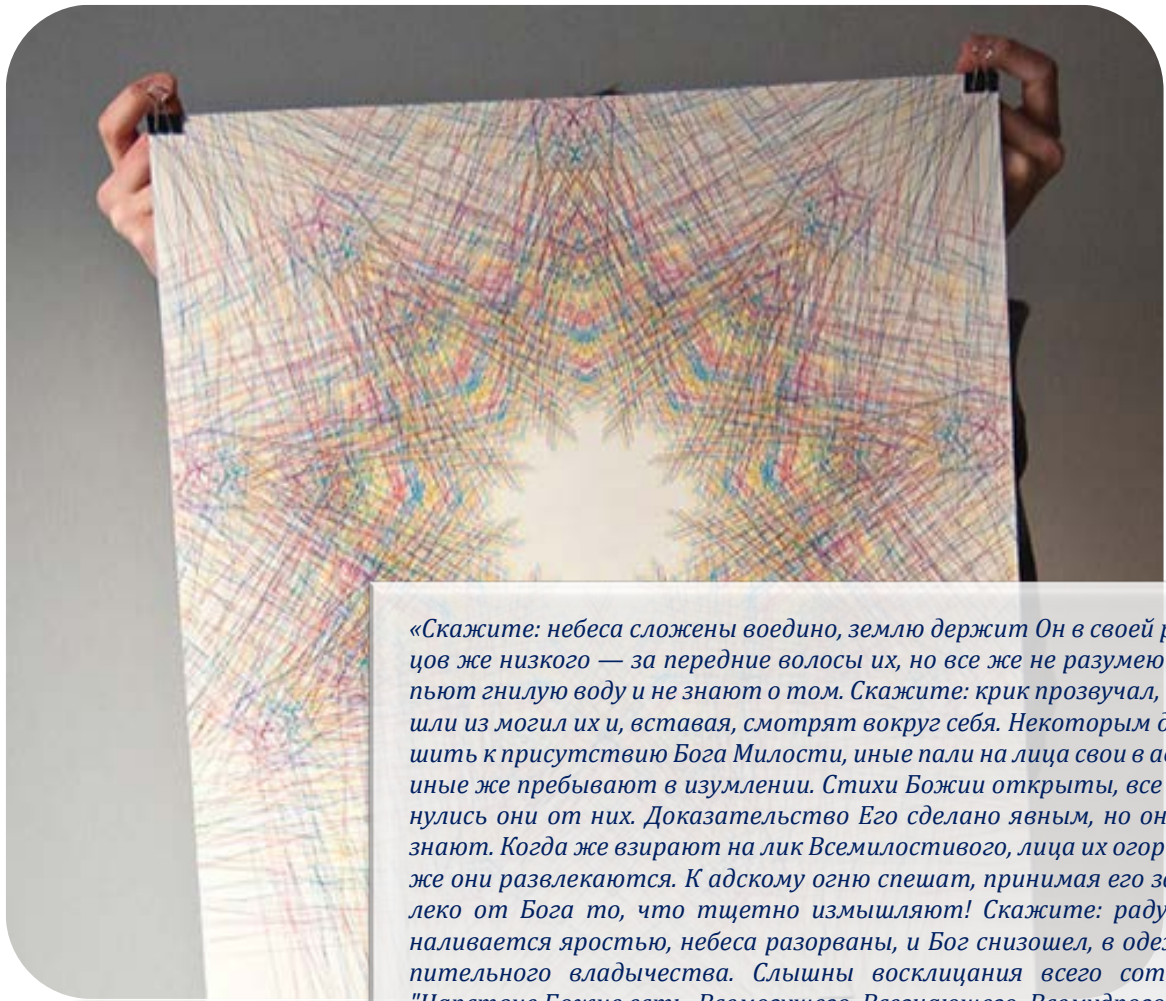 «Скажите: небеса сложены воедино, землю держит Он в своей
цов же низкого — за передние волосы их, но все же не разумею
пьют гнилую воду и не знают о том. Скажите: крик прозвучал,
шли из могил их и, вставая, смотрят вокруг себя. Некоторым
шить к присутствию Бога Милости, иные пали на лица свои в
иные же пребывают в изумлении. Стихи Божии открыты, все
нулись они от них. Доказательство Его сделано явным, но
знают. Когда же взирают на лик Всемилостивого, лица их
же они развлекаются. К адскому огню спешат, принимая его
леко от Бога то, что тщетно измышляют! Скажите:
наливается яростью, небеса разорваны, и Бог снизошел, в
пительного владычества. Слышны восклицания всего